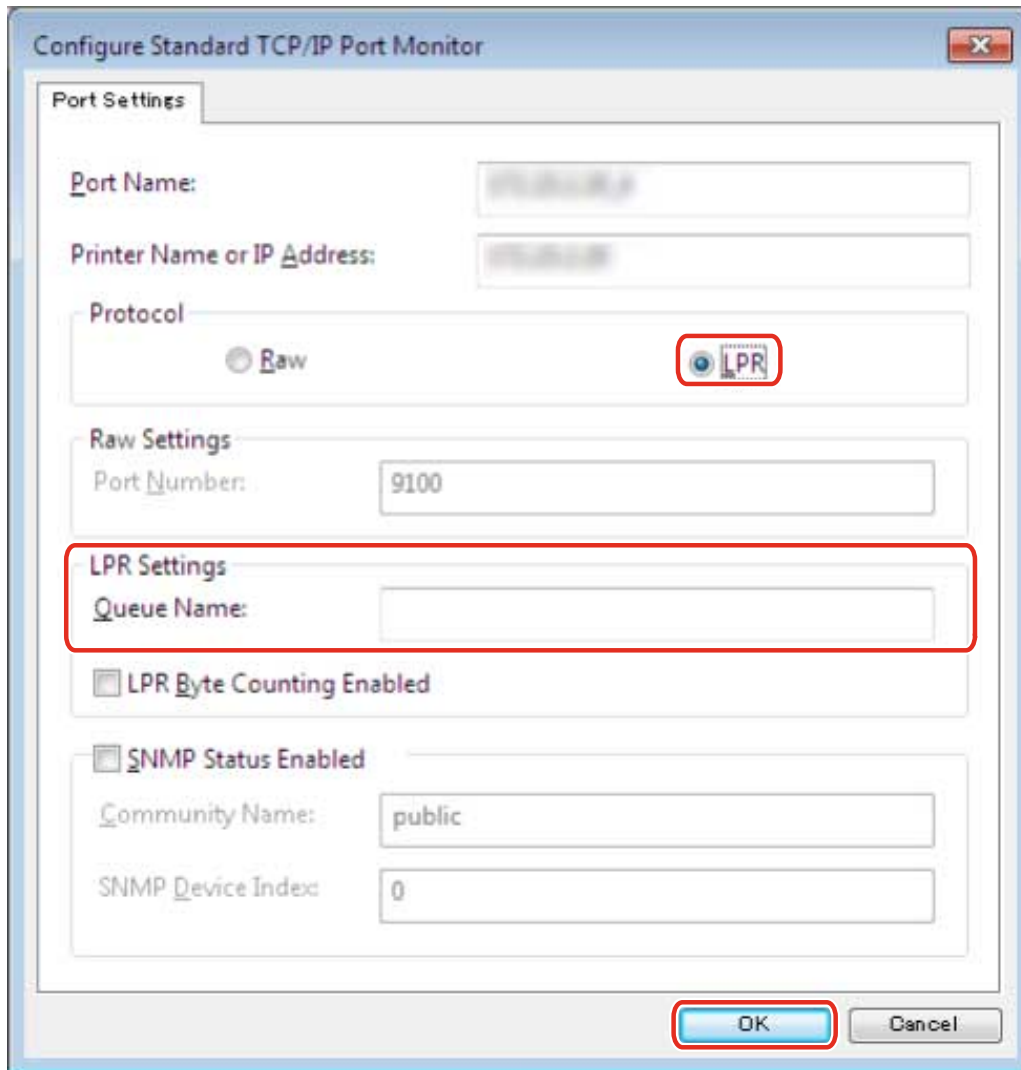 Configure Standard TCP/IP Port Monitor
Port Settings
Port Name:
Printer Name or IP Address:
Protocol
Raw
LPR
Raw Settings
Port Number: 9100
LPR Settings
Queue Name:
LPR Byte Counting Enabled
SNMP Status Enabled
Community Name: public
SNMP Device Index: 0
OK Cancel